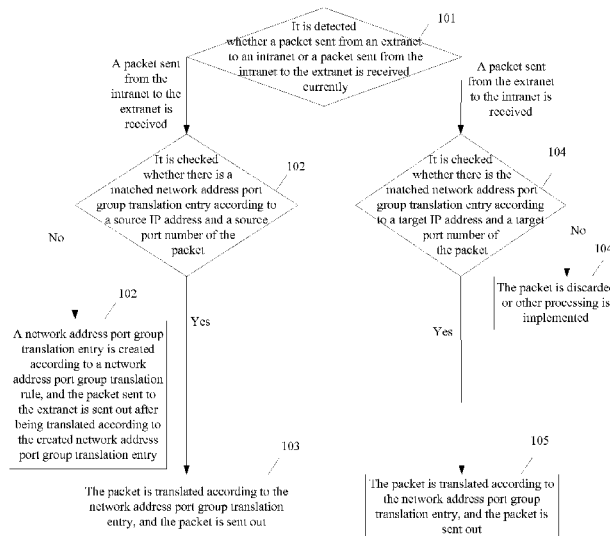 101
It is detected
whether a packet sent from an extranet
to an intranet or a packet sent from the
intranet to the extranet is received
currently
A packet sent
from the
intranet to the
extranet is
received
A packet sent
from the extranet
to the intranet is
received
102
It is checked
whether there is a
matched network address port
group translation entry according to
a source IP address and a source
port number of the
packet
104
It is checked
whether there is the
matched network address port
group translation entry according
to a target IP address and a target
port number of
the packet
No
No
104
The packet is discarded
or other processing is
implemented
102
A network address port group
translation entry is created
according to a network
address port group translation
rule, and the packet sent to
the extranet is sent out after
being translated according to
the created network address
port group translation entry
Yes
Yes
103
The packet is translated according to the
network address port group translation
entry, and the packet is sent out
105
The packet is translated according to
the network address port group
translation entry, and the packet is
sent out